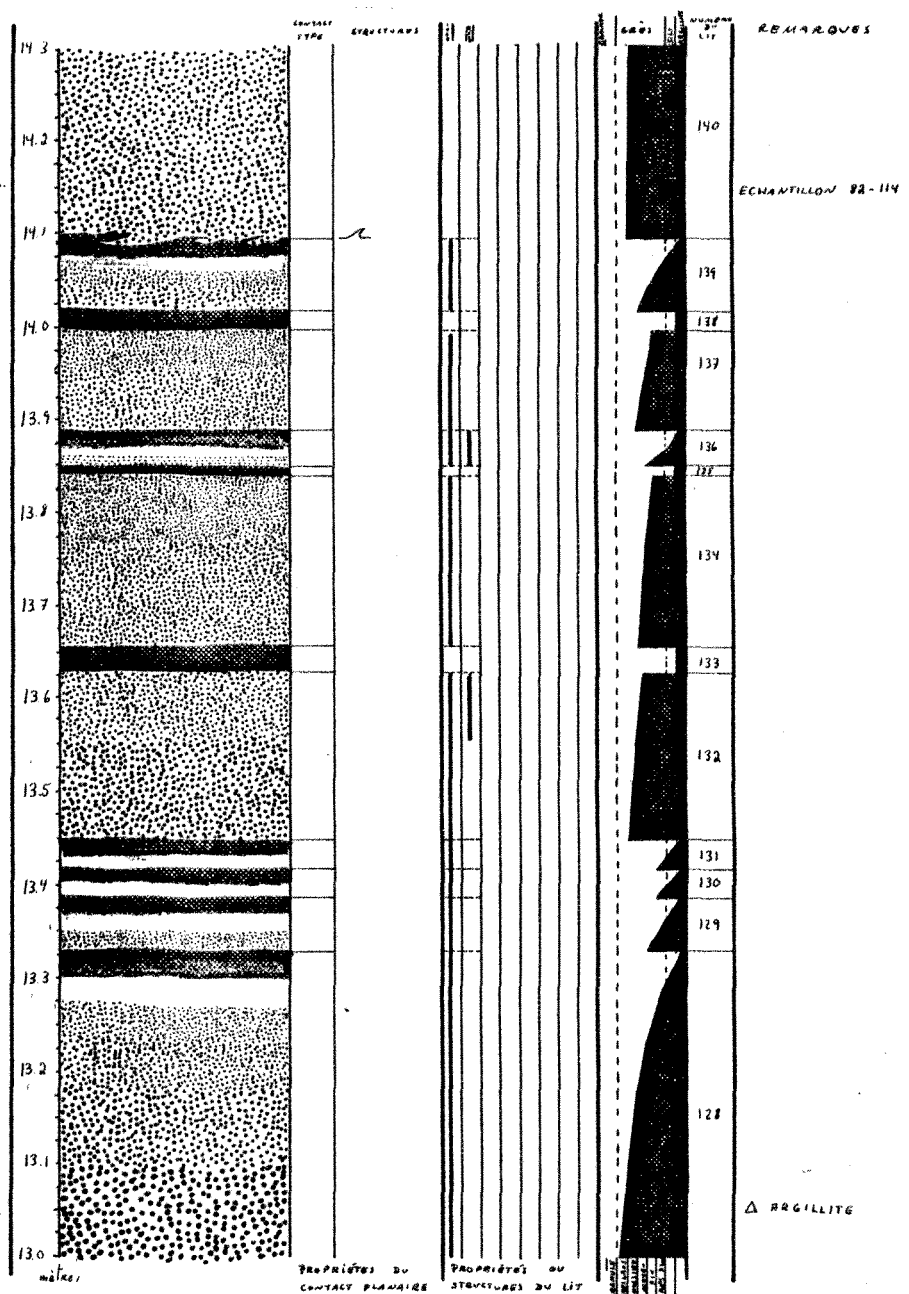 CONTACT
TYPE
STRUCTURES
GRÈS
NUMÉRO
DU
LIT
REMARQUES
14.3
14.2
140
ECHANTILLON 82-114
14.1
139
14.0
138
137
13.9
136
135
13.8
134
13.7
133
13.6
132
13.5
131
13.4
130
129
13.3
13.2
128
13.1
Δ ARGILLITE
13.0
mètres
PROPRIÉTÉS DU
CONTACT PLANAIRE
PROPRIÉTÉS OU
STRUCTURES DU LIT